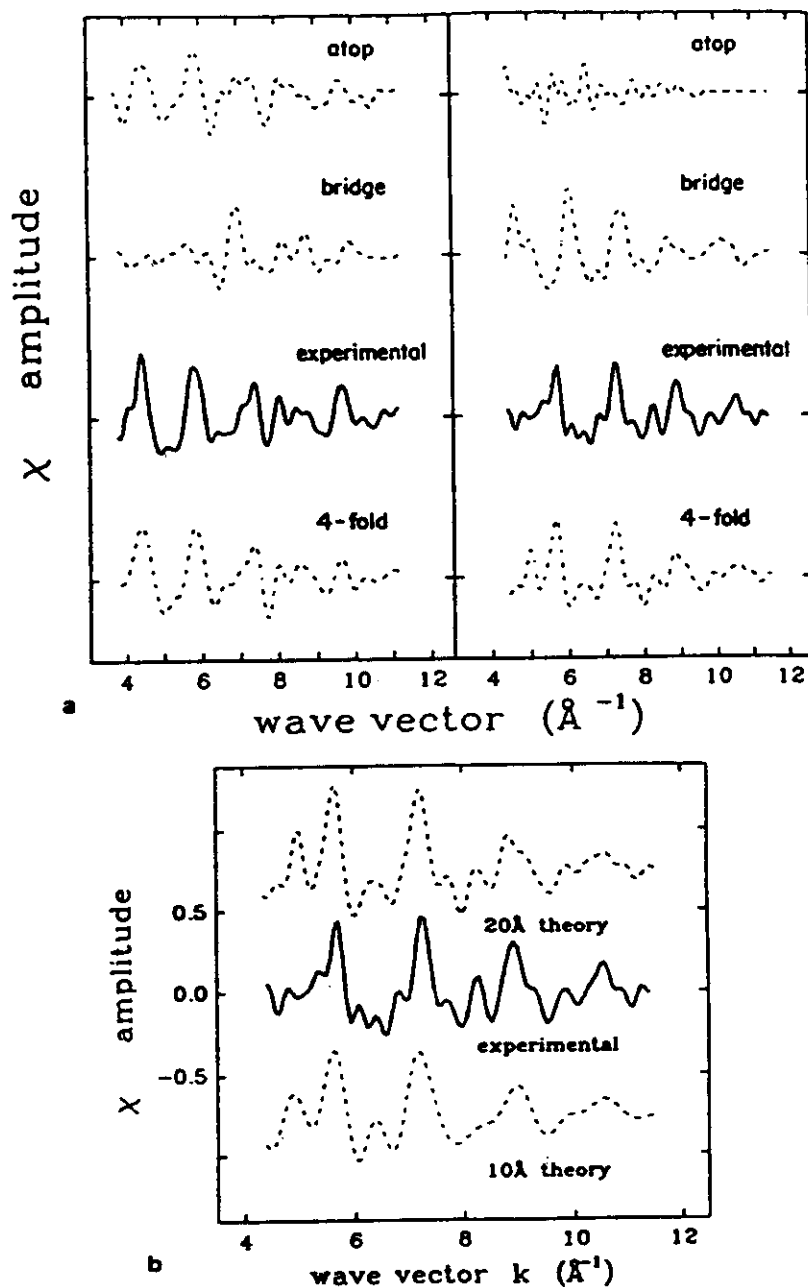 atop
atop
bridge
bridge
experimental
experimental
4-fold
4-fold
χ amplitude
4 6 8 10 12
4 6 8 10 12
a
wave vector (Å⁻¹)
20Å theory
0.5
0.0
experimental
-0.5
10Å theory
χ amplitude
4 6 8 10 12
b
wave vector k (Å⁻¹)